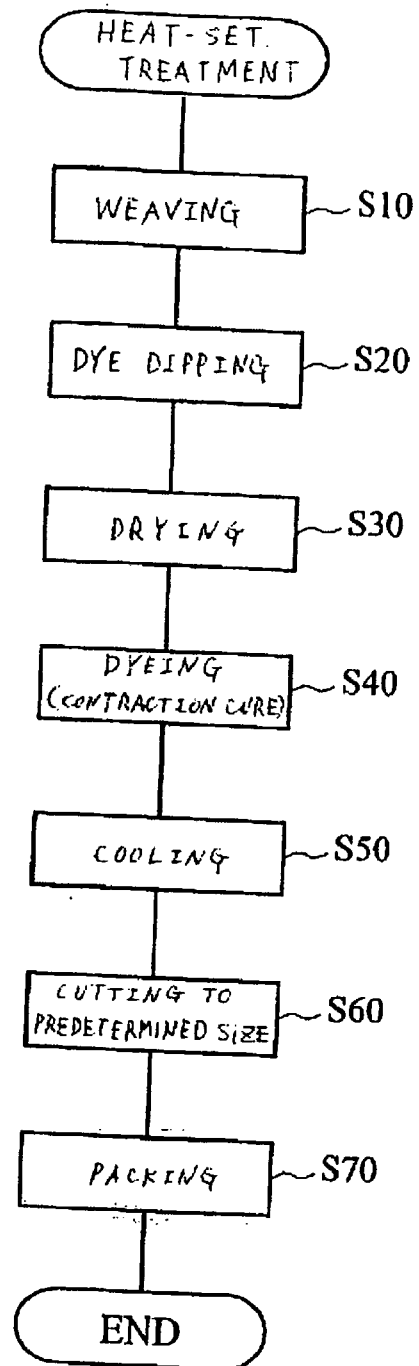 HEAT-SET.
TREATMENT
WEAVING
S10
DYE DIPPING
S20
DRYING
S30
DYEING
(CONTRACTION CURE)
S40
COOLING
S50
CUTTING TO
PREDETERMINED SiZE
S60
PACKING
S70
END